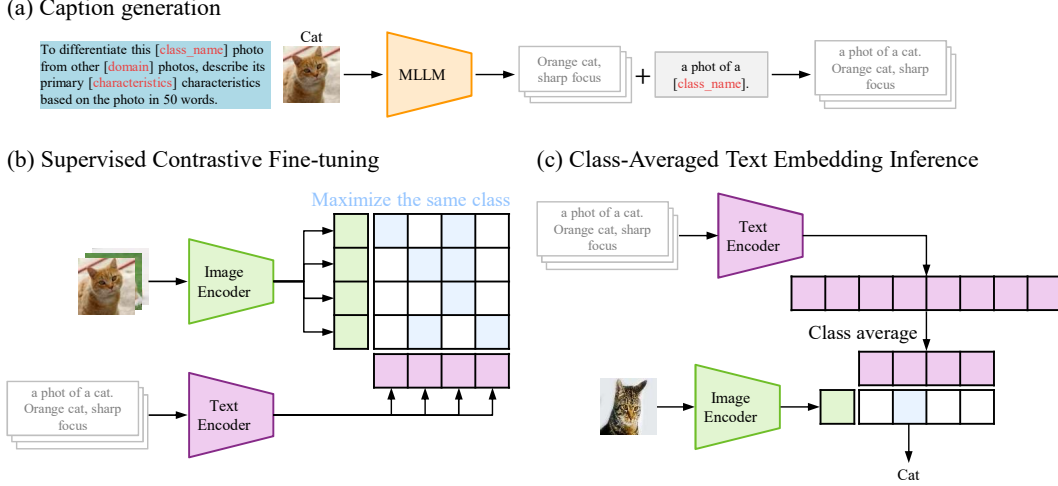 (a) Caption generation
To differentiate this [class_name] photo
from other [domain] photos, describe its
primary [characteristics] characteristics
based on the photo in 50 words.
Cat
MLLM
Orange cat,
sharp focus
+
a phot of a
[class_name].
a phot of a cat.
Orange cat, sharp
focus
(b) Supervised Contrastive Fine-tuning
Maximize the same class
Image
Encoder
a phot of a cat.
Orange cat, sharp
focus
Text
Encoder
(c) Class-Averaged Text Embedding Inference
a phot of a cat.
Orange cat, sharp
focus
Text
Encoder
Class average
Image
Encoder
Cat